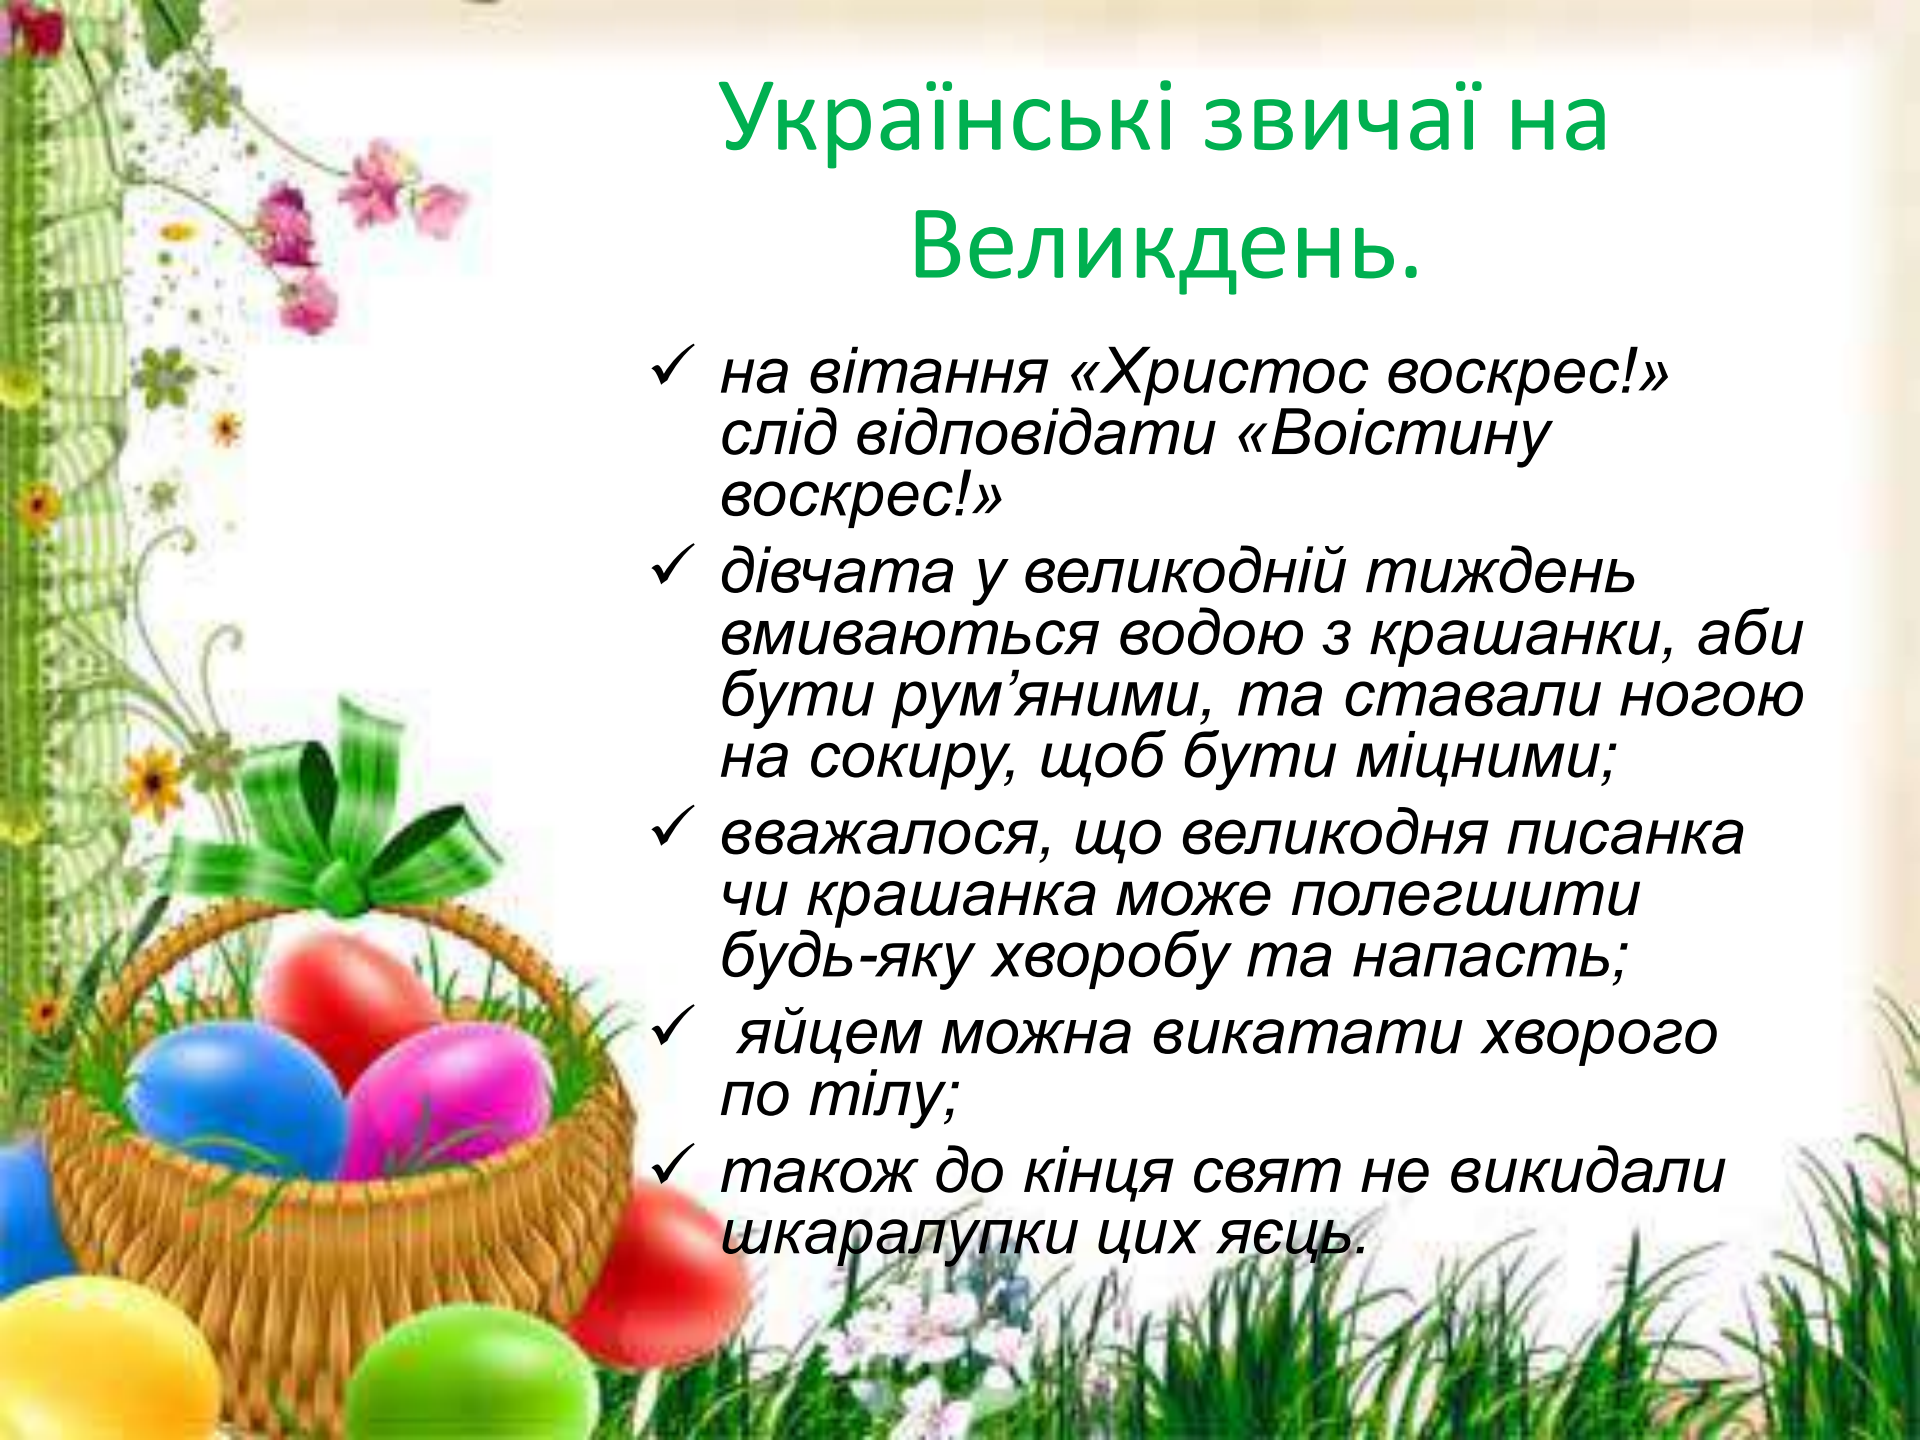 Українські звичаї на
Великдень.
✓ на вітання «Христос воскрес!»
слід відповідати «Воістину
воскрес!»
✓ дівчата у великодній тиждень
вмиваються водою з крашанки, аби
бути рум’яними, та ставали ногою
на сокиру, щоб бути міцними;
✓ вважалося, що великодня писанка
чи крашанка може полегшити
будь-яку хворобу та напасть;
✓ яйцем можна викатати хворого
по тілу;
✓ також до кінця свят не викидали
шкаралупки цих яєць.